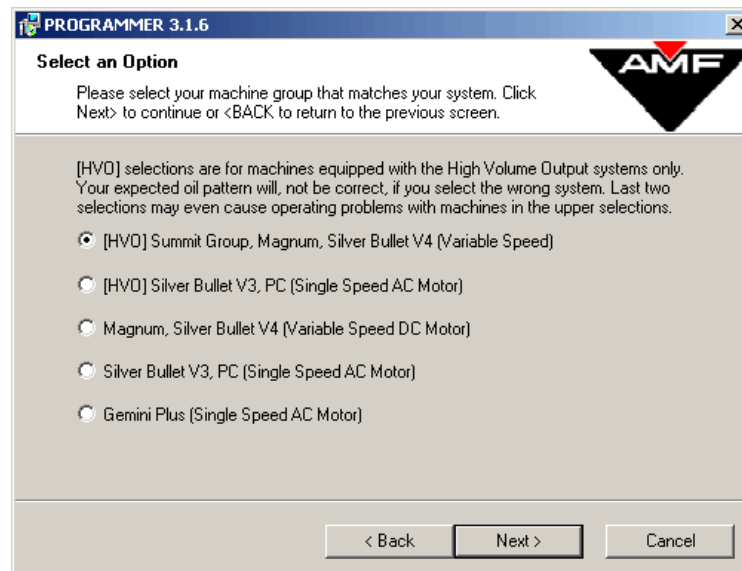 PROGRAMMER 3.1.6
Select an Option
AMF
Please select your machine group that matches your system. Click
Next> to continue or <BACK to return to the previous screen.
[HVO] selections are for machines equipped with the High Volume Output systems only.
Your expected oil pattern will, not be correct, if you select the wrong system. Last two
selections may even cause operating problems with machines in the upper selections.
[HVO] Summit Group, Magnum, Silver Bullet V4 (Variable Speed)
[HVO] Silver Bullet V3, PC (Single Speed AC Motor)
Magnum, Silver Bullet V4 (Variable Speed DC Motor)
Silver Bullet V3, PC (Single Speed AC Motor)
Gemini Plus (Single Speed AC Motor)
< Back Next > Cancel